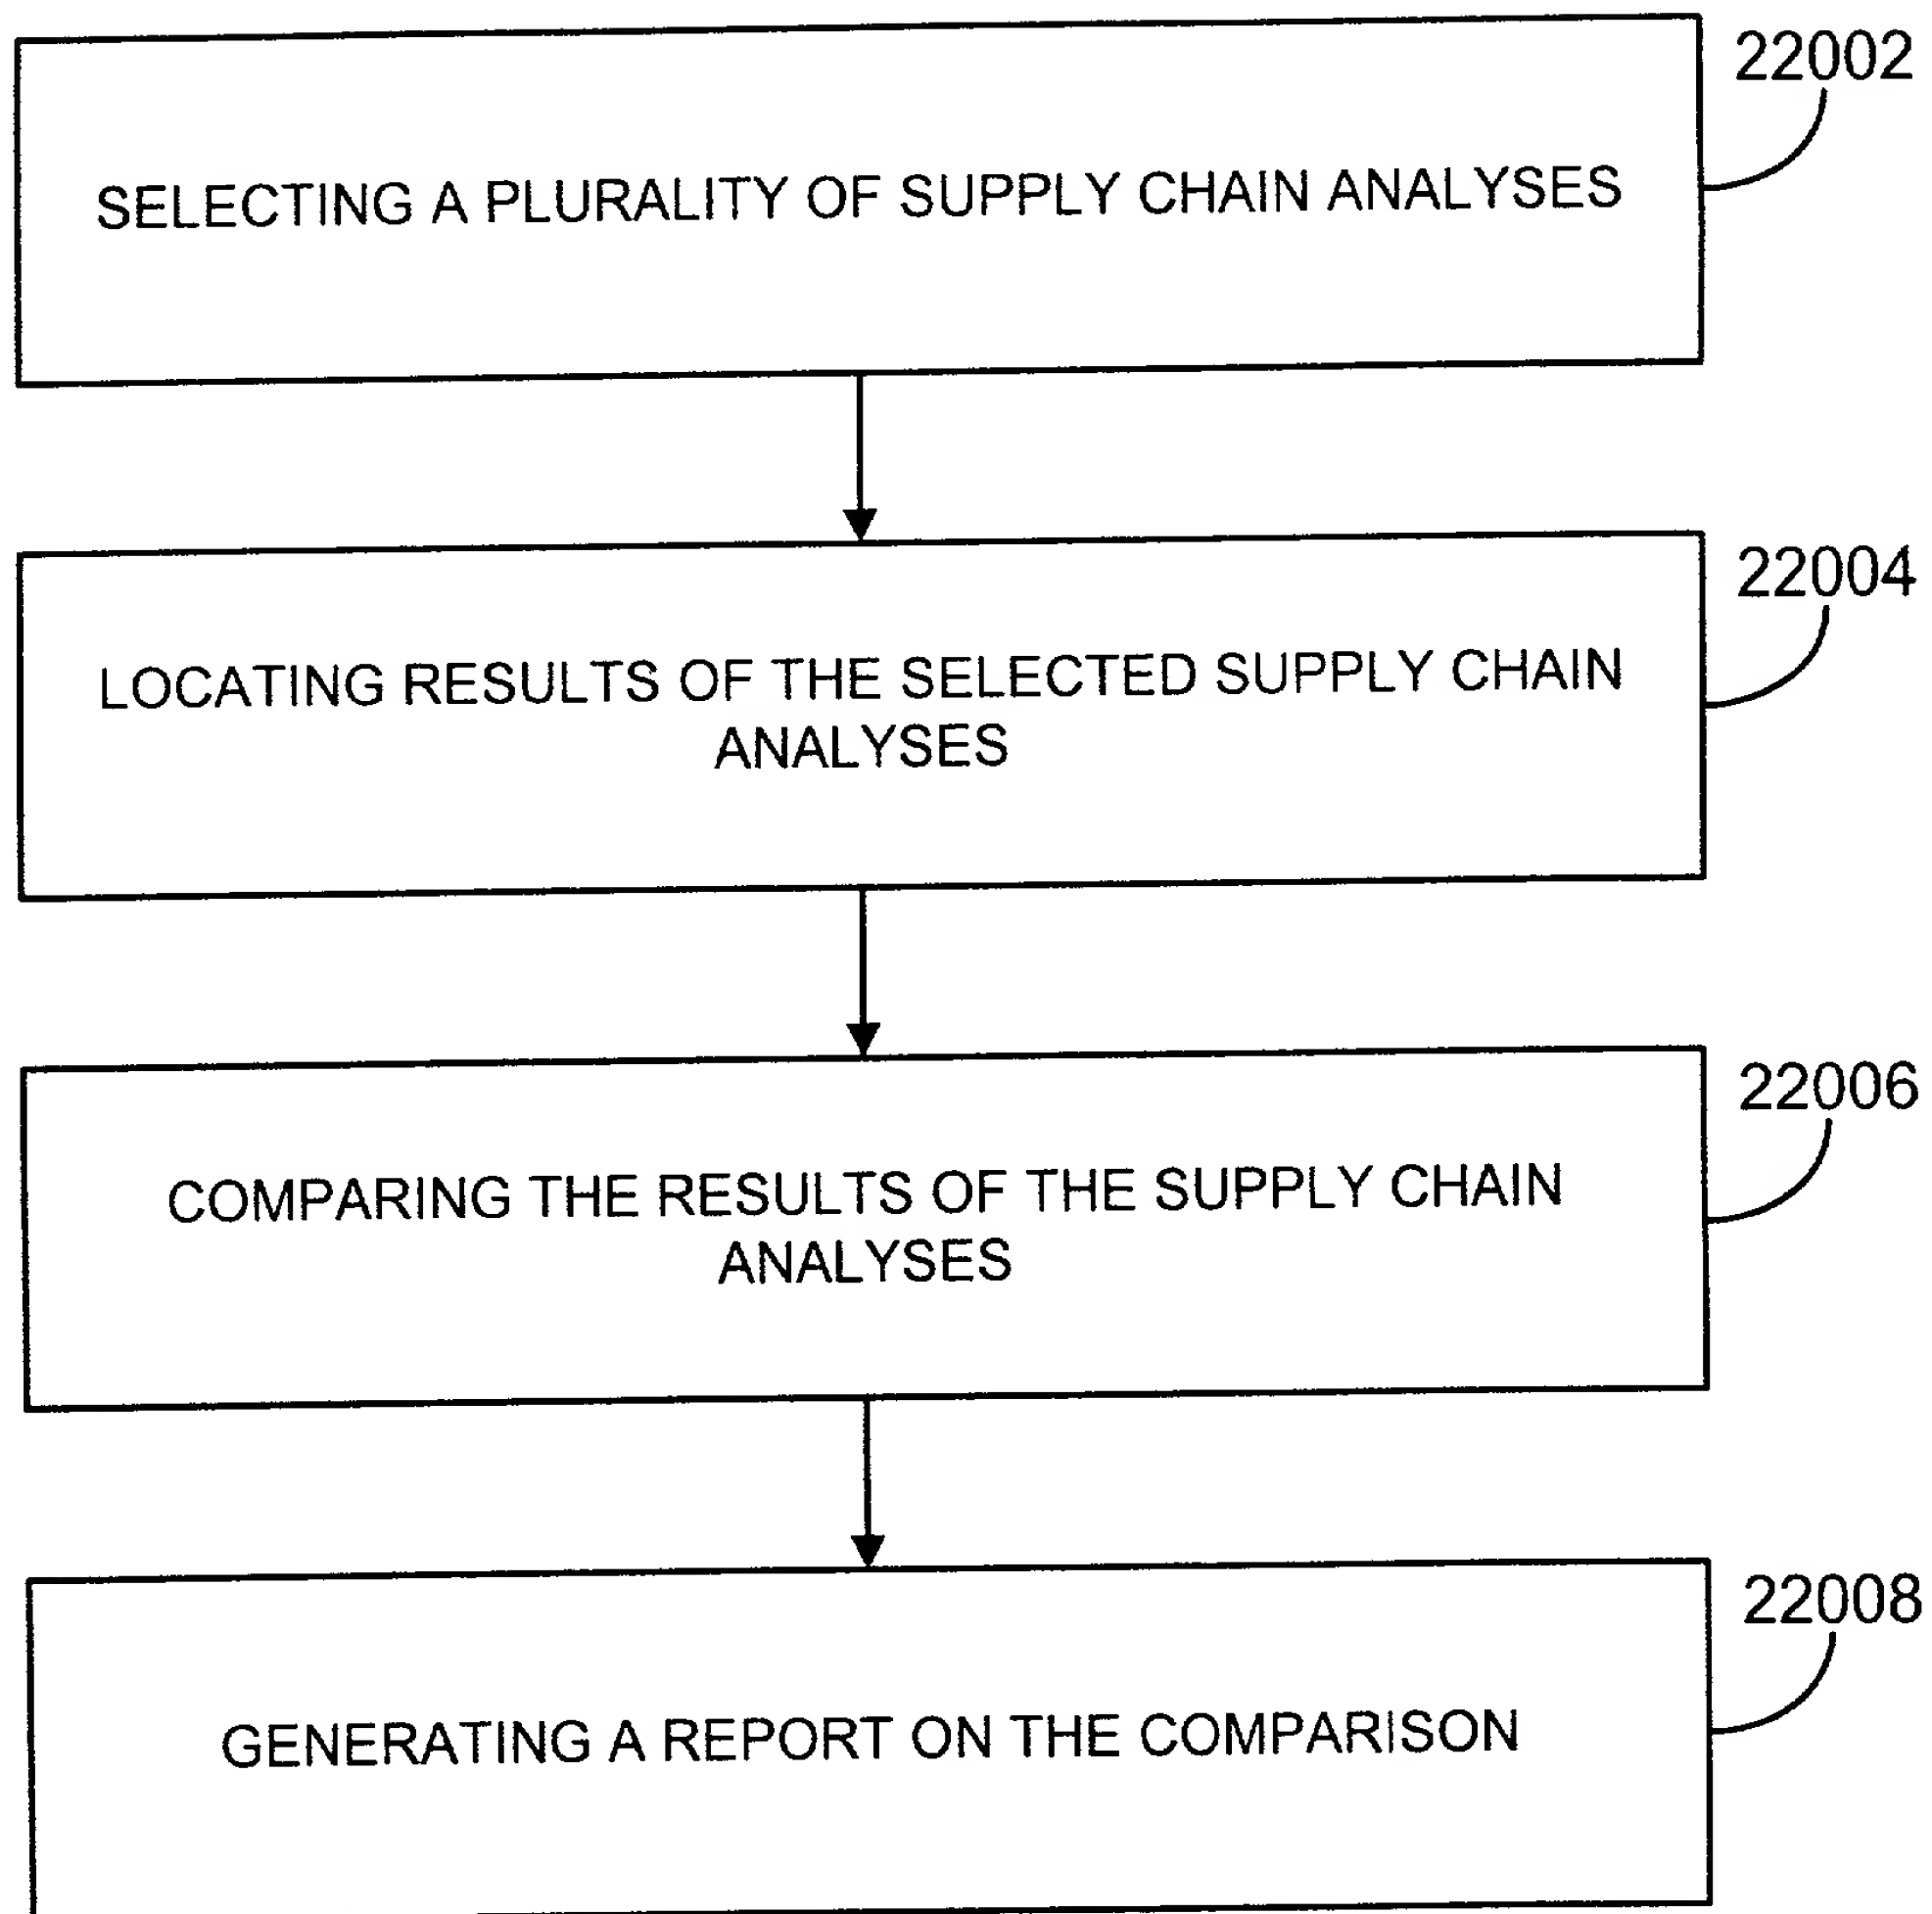 22002
SELECTING A PLURALITY OF SUPPLY CHAIN ANALYSES
22004
LOCATING RESULTS OF THE SELECTED SUPPLY CHAIN
ANALYSES
22006
COMPARING THE RESULTS OF THE SUPPLY CHAIN
ANALYSES
22008
GENERATING A REPORT ON THE COMPARISON